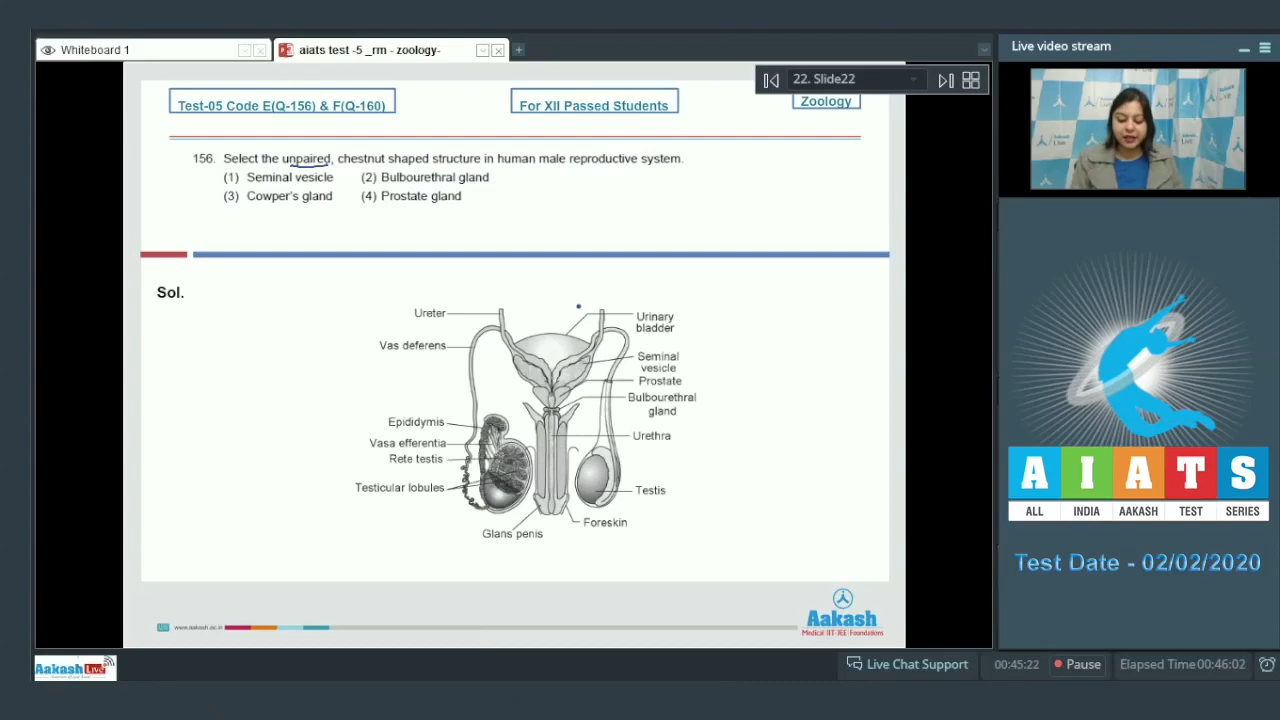 Whiteboard 1
aiats test -5 _rm - zoology-
Live video stream
22. Slide22
Test-05 Code E(Q-156) & F(Q-160)
For XII Passed Students
Zoology
156. Select the unpaired, chestnut shaped structure in human male reproductive system.
(1) Seminal vesicle (2) Bulbourethral gland
(3) Cowper's gland (4) Prostate gland
Sol.
Ureter
Urinary
bladder
Vas deferens
Seminal
vesicle
Prostate
Bulbourethral
gland
Epididymis
Urethra
Vasa efferentia
Rete testis
Testicular lobules
Testis
Foreskin
Glans penis
A I A T S
ALL INDIA AAKASH TEST SERIES
Test Date - 02/02/2020
www.aakash.ac.in
Aakash
Medical | IIT-JEE | Foundations
Aakash Live
Live Chat Support
00:45:22
Pause
Elapsed Time 00:46:02